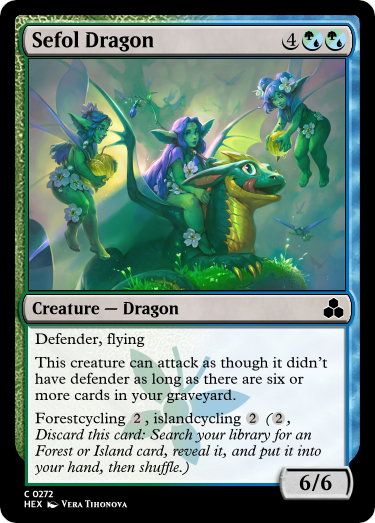 Sefol Dragon 4
Creature — Dragon
Defender, flying
This creature can attack as though it didn't
have defender as long as there are six or
more cards in your graveyard.
Forestcycling 2, islandcycling 2 (2,
Discard this card: Search your library for an
Forest or Island card, reveal it, and put it into
your hand, then shuffle.)
6/6
C 0272
HEX Vera Tihonova